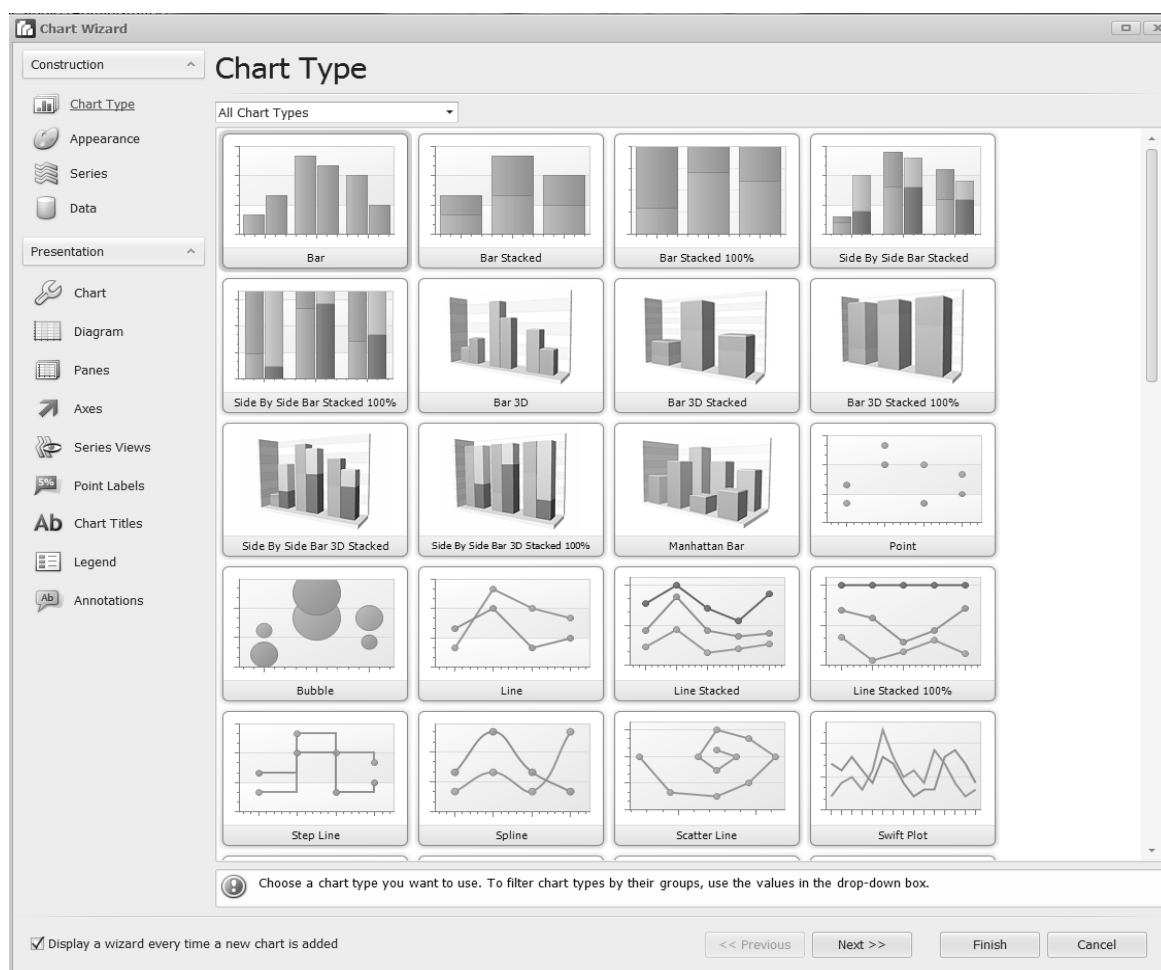 Chart Wizard
Construction
Chart Type
Appearance
Series
Data
Presentation
Chart
Diagram
Panes
Axes
Series Views
5%
Point Labels
Ab
Chart Titles
Legend
Ab
Annotations
Chart Type
All Chart Types
Bar
Bar Stacked
Bar Stacked 100%
Side By Side Bar Stacked
Side By Side Bar Stacked 100%
Bar 3D
Bar 3D Stacked
Bar 3D Stacked 100%
Side By Side Bar 3D Stacked
Side By Side Bar 3D Stacked 100%
Manhattan Bar
Point
Bubble
Line
Line Stacked
Line Stacked 100%
Step Line
Spline
Scatter Line
Swift Plot
Choose a chart type you want to use. To filter chart types by their groups, use the values in the drop-down box.
Display a wizard every time a new chart is added
<< Previous
Next >>
Finish
Cancel